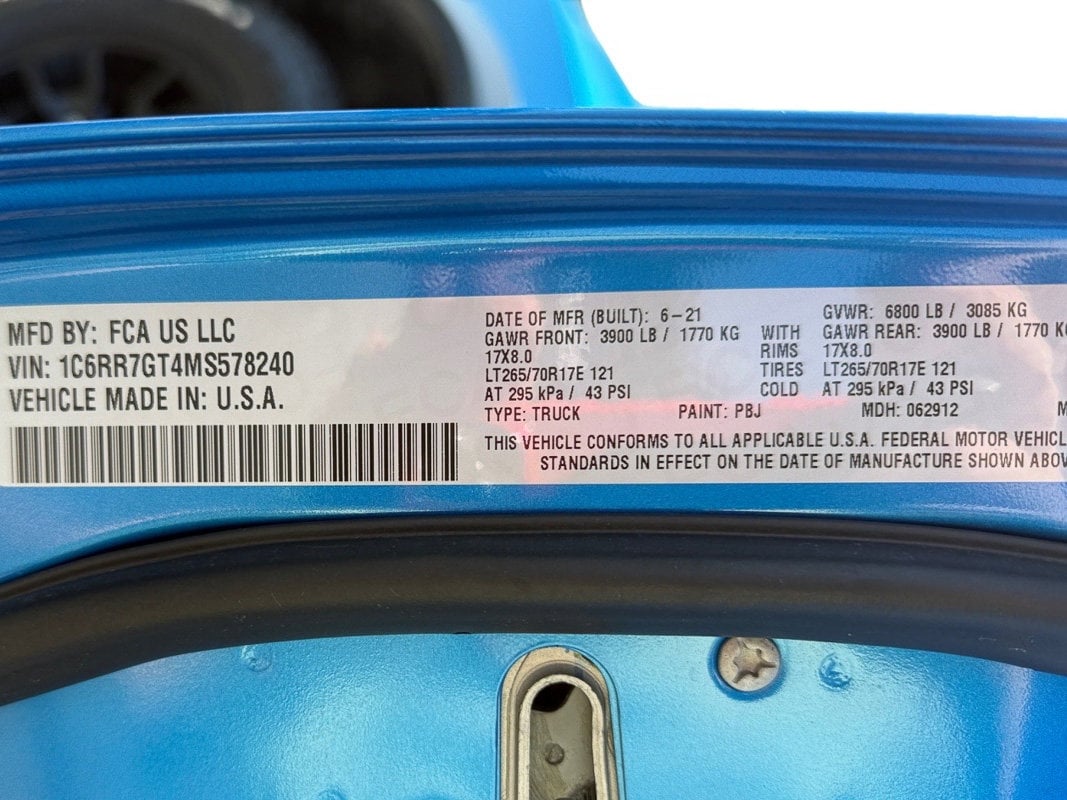 MFD BY: FCA US LLC
VIN: 1C6RR7GT4MS578240
VEHICLE MADE IN: U.S.A.
DATE OF MFR (BUILT): 6-21
GVWR: 6800 LB / 3085 KG
GAWR FRONT: 3900 LB / 1770 KG WITH GAWR REAR: 3900 LB / 1770
17X8.0 RIMS 17X8.0
LT265/70R17E 121 TIRES LT265/70R17E 121
AT 295 kPa / 43 PSI COLD AT 295 kPa / 43 PSI
TYPE: TRUCK PAINT: PBJ MDH: 062912
THIS VEHICLE CONFORMS TO ALL APPLICABLE U.S.A. FEDERAL MOTOR
STANDARDS IN EFFECT ON THE DATE OF MANUFACTURE SHOWN